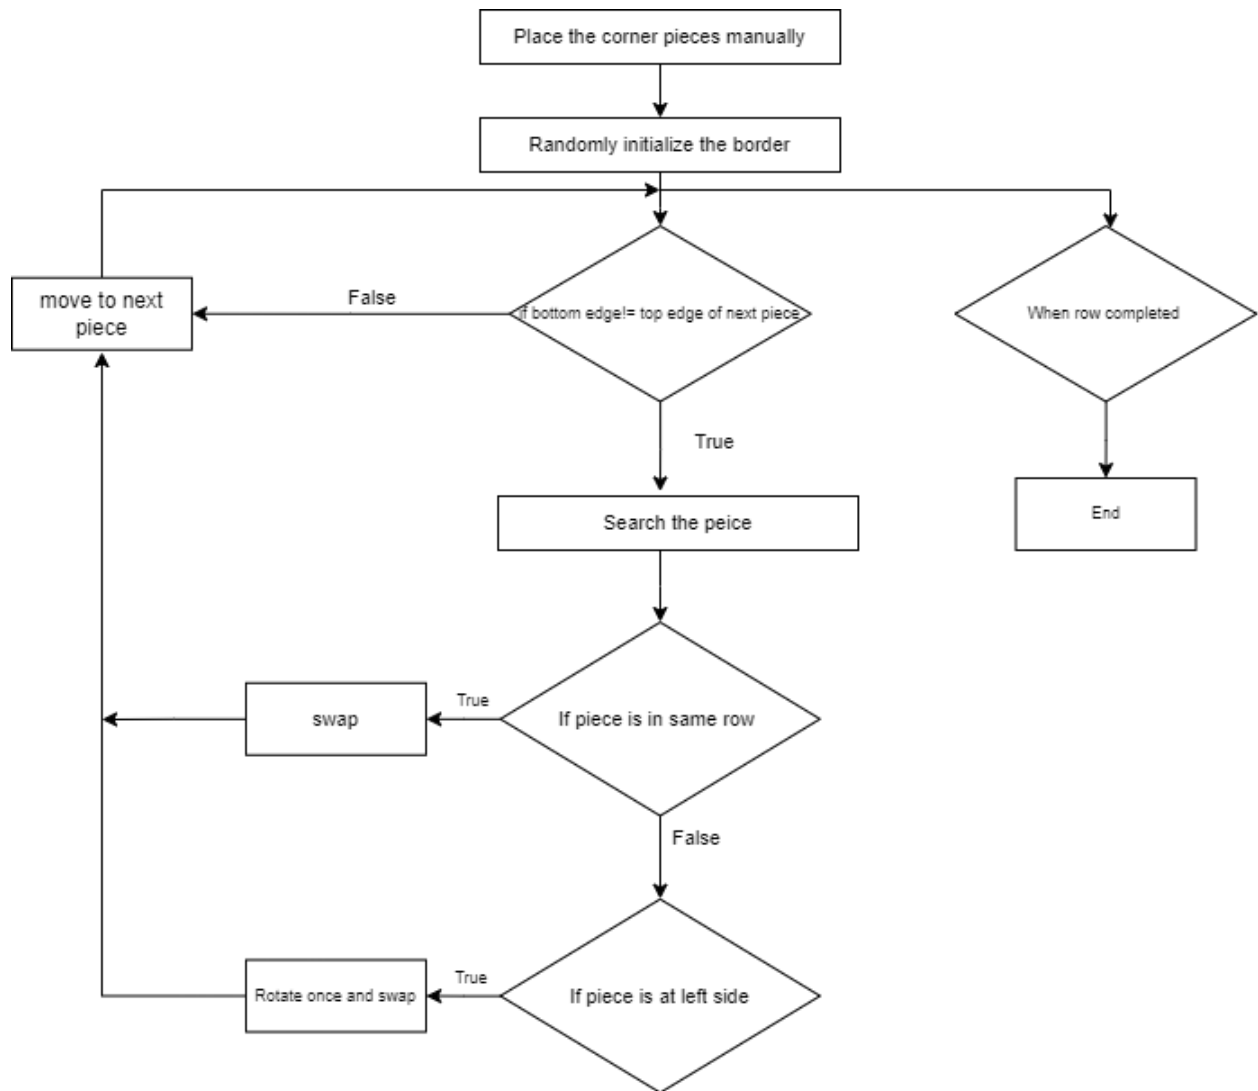 Place the corner pieces manually
Randomly initialize the border
move to next
piece
False
if bottom edge!= top edge of next piece
When row completed
True
End
Search the peice
swap
True
If piece is in same row
False
Rotate once and swap
True
If piece is at left side